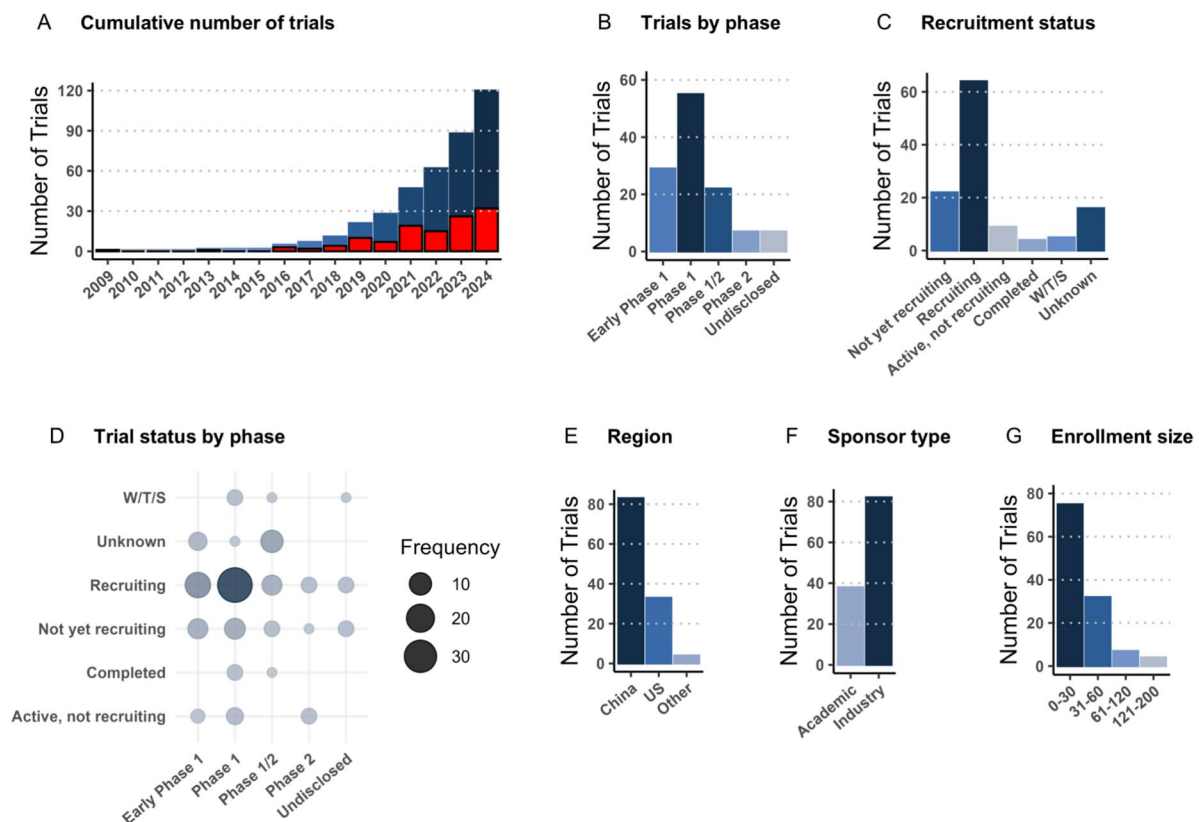 A Cumulative number of trials
Number of Trials
120
90
60
30
0
2009
2010
2011
2012
2013
2014
2015
2016
2017
2018
2019
2020
2021
2022
2023
2024
B Trials by phase
Number of Trials
60
40
20
0
Early Phase 1
Phase 1
Phase 1/2
Phase 2
Undisclosed
C Recruitment status
Number of Trials
60
40
20
0
Not yet recruiting
Recruiting
Active, not recruiting
Completed
W/T/S
Unknown
D Trial status by phase
W/T/S
Unknown
Recruiting
Not yet recruiting
Completed
Active, not recruiting
Early Phase 1
Phase 1
Phase 1/2
Phase 2
Undisclosed
Frequency
10
20
30
E Region
Number of Trials
80
60
40
20
0
China
US
Other
F Sponsor type
Number of Trials
80
60
40
20
0
Academic
Industry
G Enrollment size
Number of Trials
80
60
40
20
0
0-30
31-60
61-120
121-200